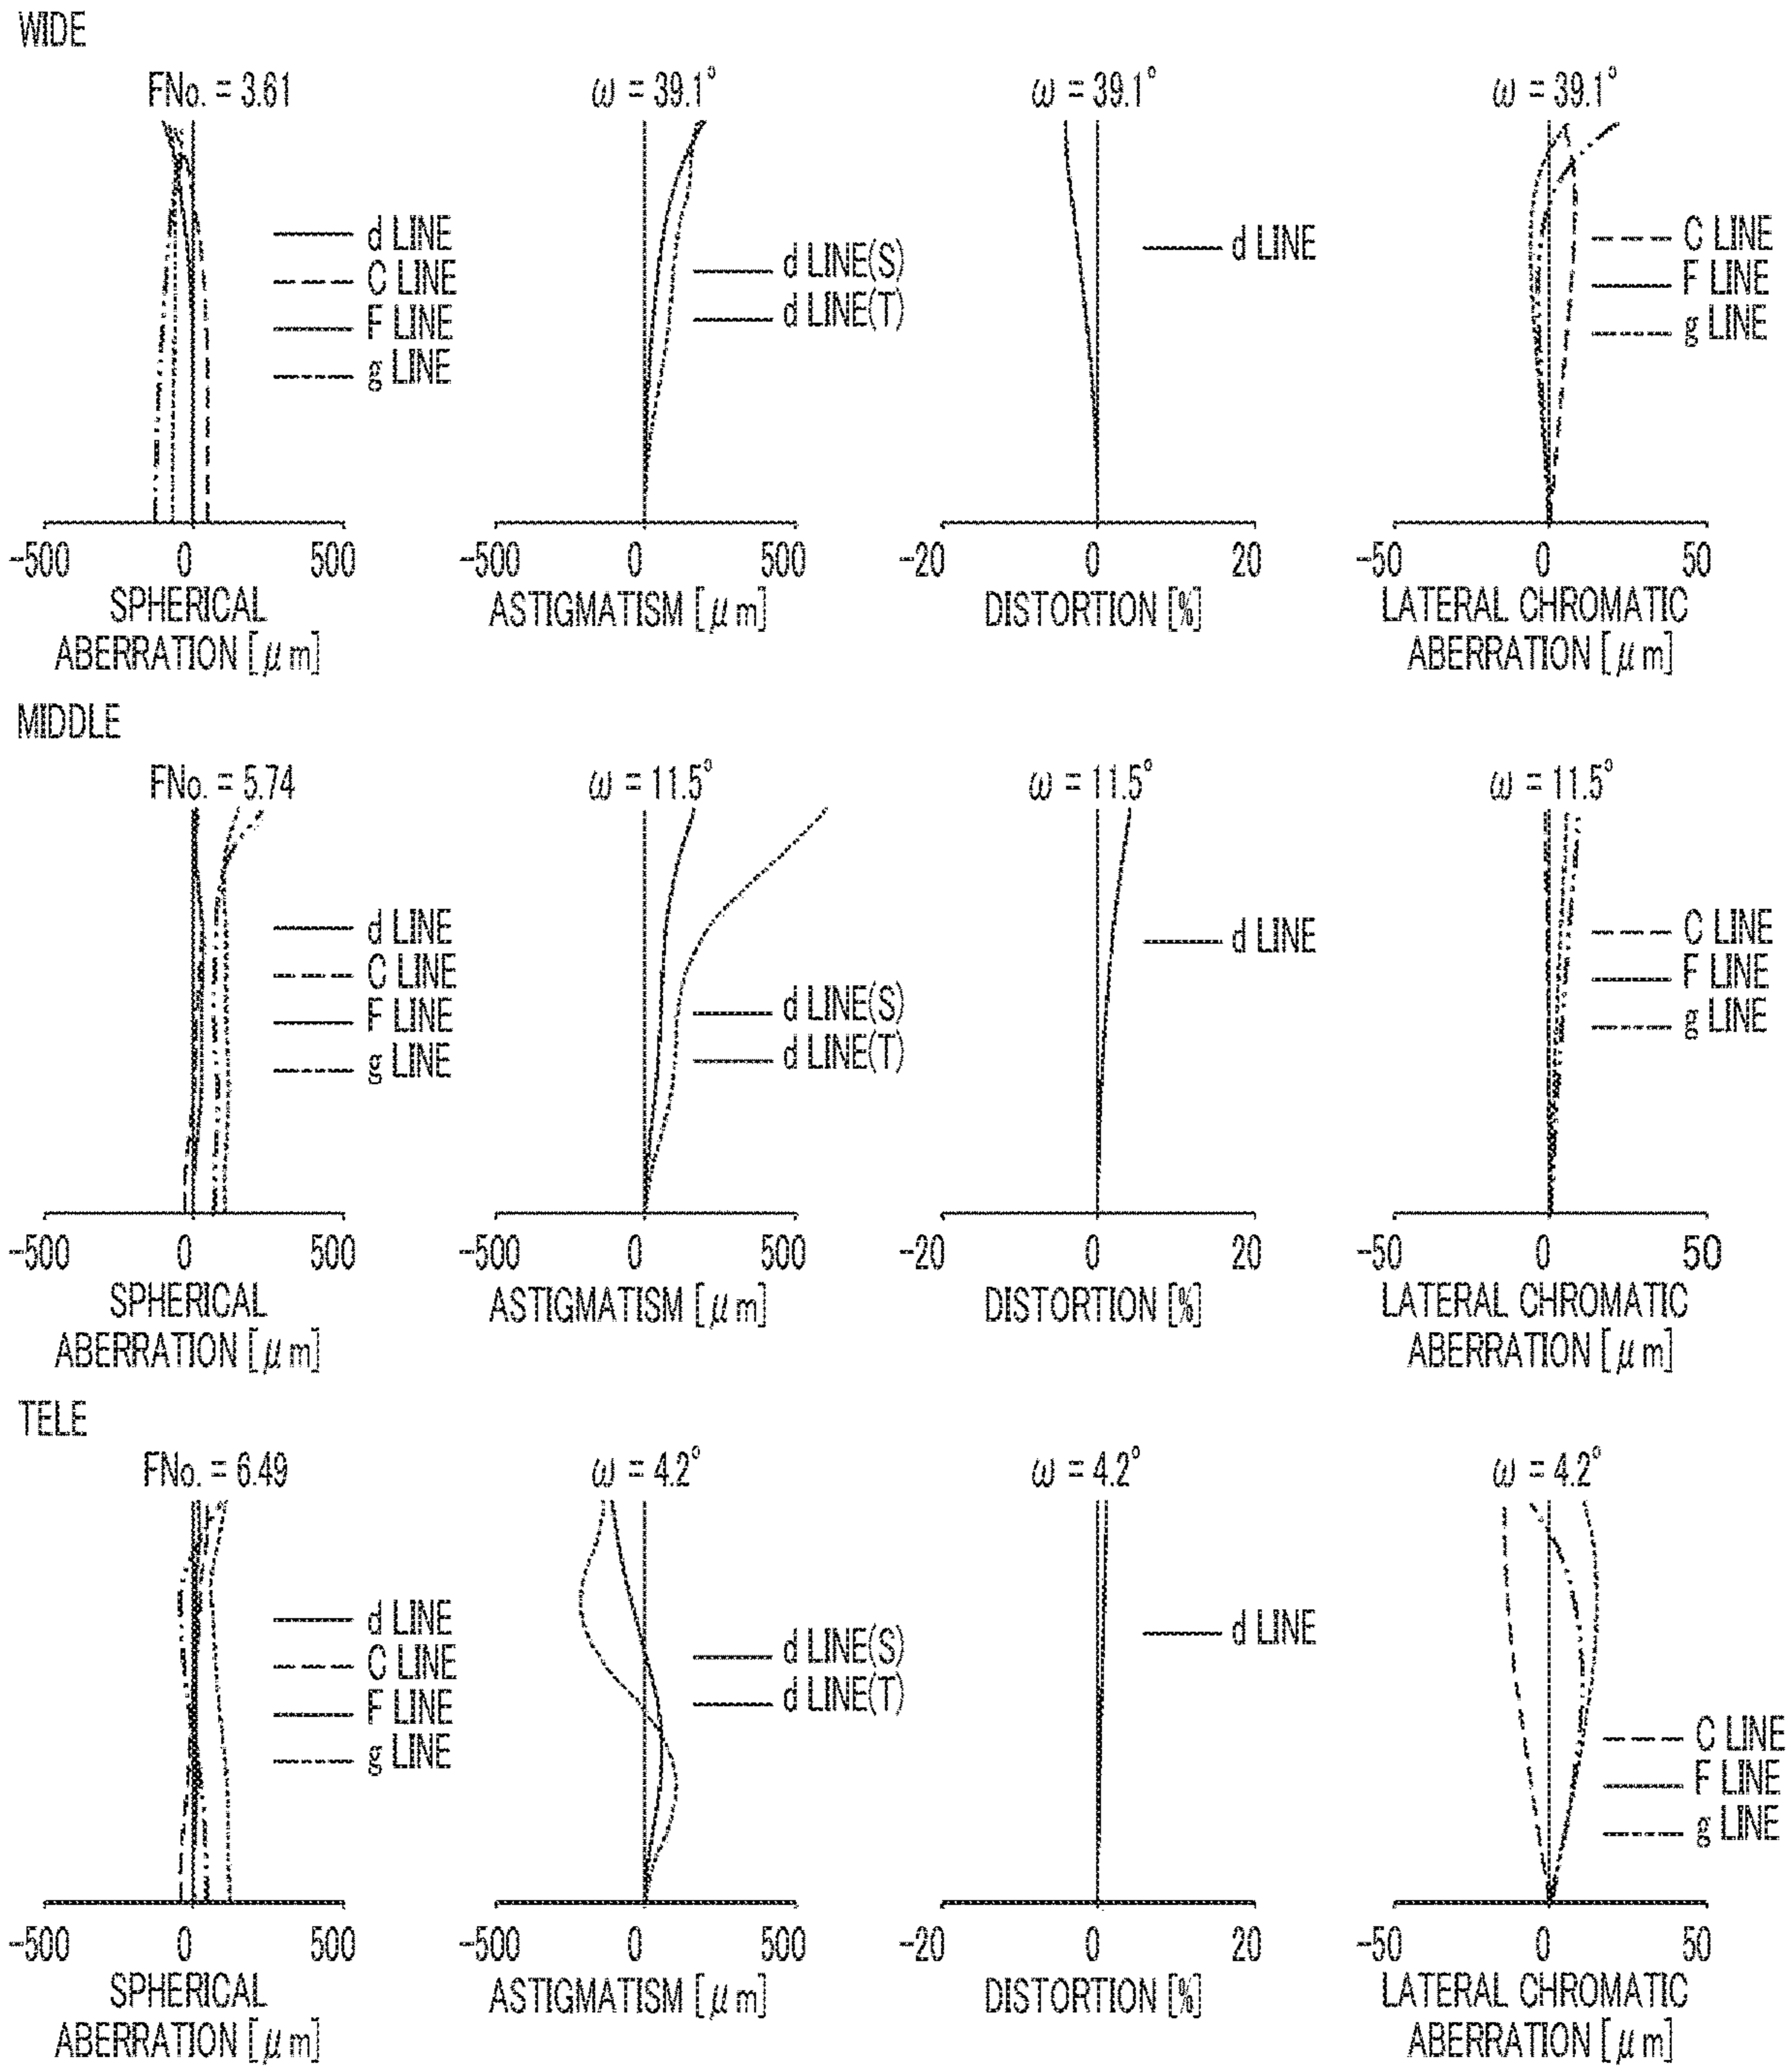 WIDE
FNo. = 3.61
ω = 39.1°
ω = 39.1°
ω = 39.1°
d LINE
C LINE
F LINE
g LINE
d LINE(S)
d LINE(T)
d LINE
C LINE
F LINE
g LINE
-500 0 500
-500 0 500
-20 0 20
-50 0 50
SPHERICAL
ABERRATION [μm]
ASTIGMATISM [μm]
DISTORTION [%]
LATERAL CHROMATIC
ABERRATION [μm]
MIDDLE
FNo. = 5.74
ω = 11.5°
ω = 11.5°
ω = 11.5°
d LINE
C LINE
F LINE
g LINE
d LINE(S)
d LINE(T)
d LINE
C LINE
F LINE
g LINE
-500 0 500
-500 0 500
-20 0 20
-50 0 50
SPHERICAL
ABERRATION [μm]
ASTIGMATISM [μm]
DISTORTION [%]
LATERAL CHROMATIC
ABERRATION [μm]
TELE
FNo. = 6.49
ω = 4.2°
ω = 4.2°
ω = 4.2°
d LINE
C LINE
F LINE
g LINE
d LINE(S)
d LINE(T)
d LINE
C LINE
F LINE
g LINE
-500 0 500
-500 0 500
-20 0 20
-50 0 50
SPHERICAL
ABERRATION [μm]
ASTIGMATISM [μm]
DISTORTION [%]
LATERAL CHROMATIC
ABERRATION [μm]